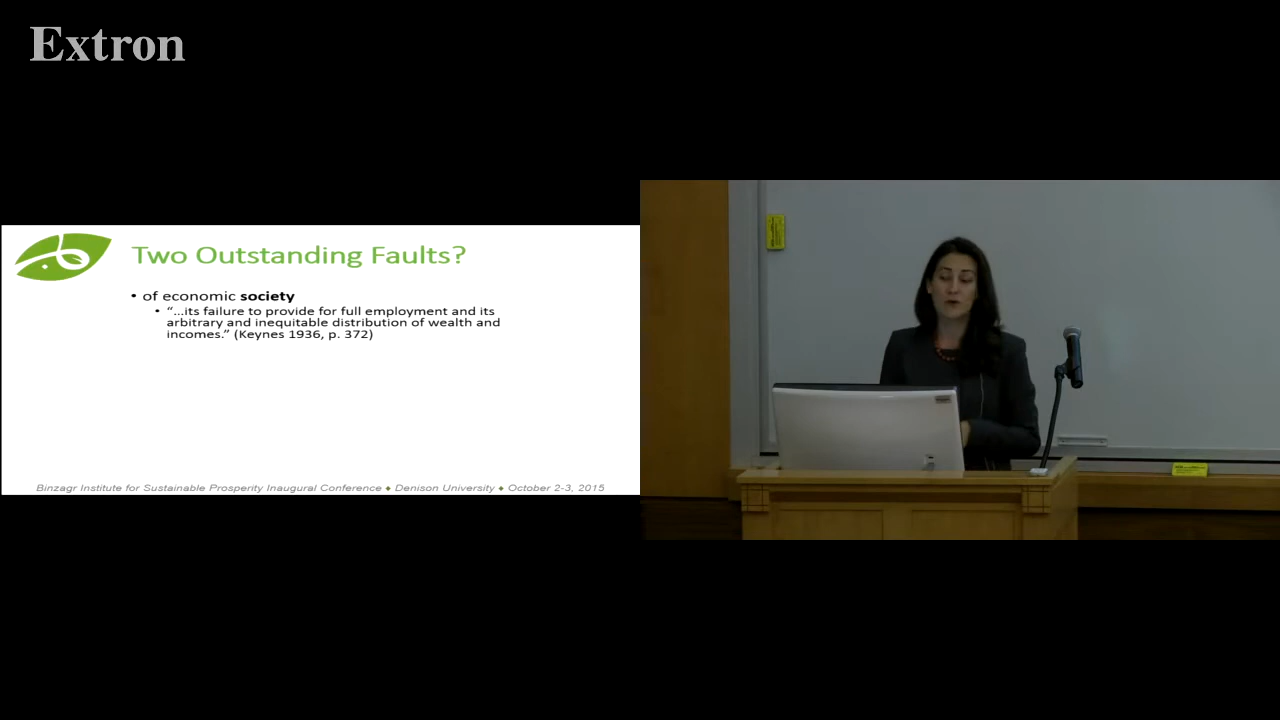 Extron
Two Outstanding Faults?
• of economic society
• “...its failure to provide for full employment and its
arbitrary and inequitable distribution of wealth and
incomes.” (Keynes 1936, p. 372)
Binzagr Institute for Sustainable Prosperity Inaugural Conference ♦ Denison University ♦ October 2-3, 2015